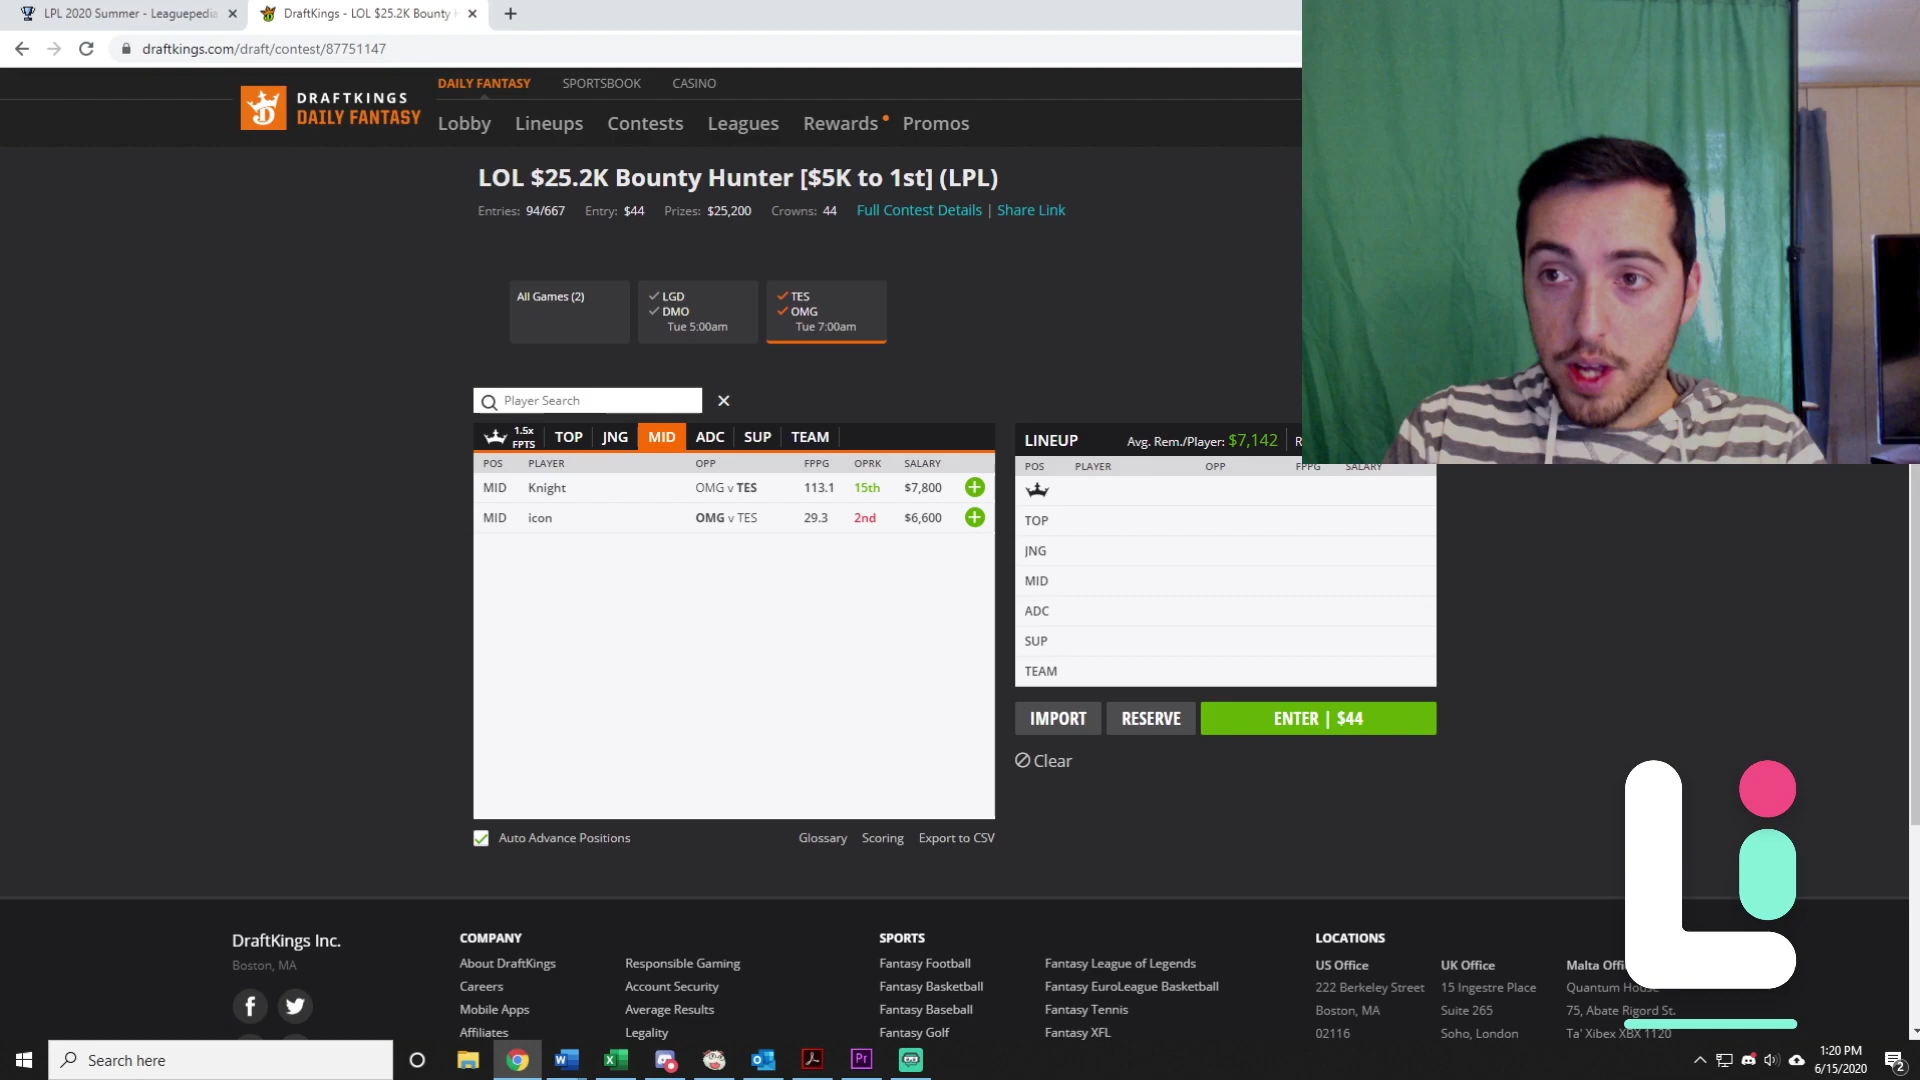 LPL 2020 Summer - Leaguepedia
DraftKings - LOL $25.2K Bounty
draftkings.com/draft/contest/87751147
DRAFTKINGS
DAILY FANTASY
DAILY FANTASY SPORTSBOOK CASINO
Lobby Lineups Contests Leagues Rewards Promos
LOL $25.2K Bounty Hunter [$5K to 1st] (LPL)
Entries: 94/667 Entry: $44 Prizes: $25,200 Crowns: 44 Full Contest Details | Share Link
All Games (2)
LGD
DMO
Tue 5:00am
TES
OMG
Tue 7:00am
Player Search
1.5x FPTS TOP JNG MID ADC SUP TEAM
POS PLAYER OPP FPPG OPRK SALARY
MID Knight OMG v TES 113.1 15th $7,800
MID icon OMG v TES 29.3 2nd $6,600
LINEUP Avg. Rem./Player: $7,142 R
POS PLAYER OPP FPPG SALARY
TOP
JNG
MID
ADC
SUP
TEAM
IMPORT RESERVE ENTER | $44
Clear
Auto Advance Positions Glossary Scoring Export to CSV
DraftKings Inc.
Boston, MA
COMPANY
About DraftKings
Careers
Mobile Apps
Affiliates
Responsible Gaming
Account Security
Average Results
Legality
SPORTS
Fantasy Football
Fantasy Basketball
Fantasy Baseball
Fantasy Golf
Fantasy League of Legends
Fantasy EuroLeague Basketball
Fantasy Tennis
Fantasy XFL
LOCATIONS
US Office
222 Berkeley Street
Boston, MA
02116
UK Office
15 Ingestre Place
Suite 265
Soho, London
Malta Offi
Quantum House
75, Abate Rigord St.
Ta' Xibex XBX 1120
Search here
Pr
1:20 PM
6/15/2020
2